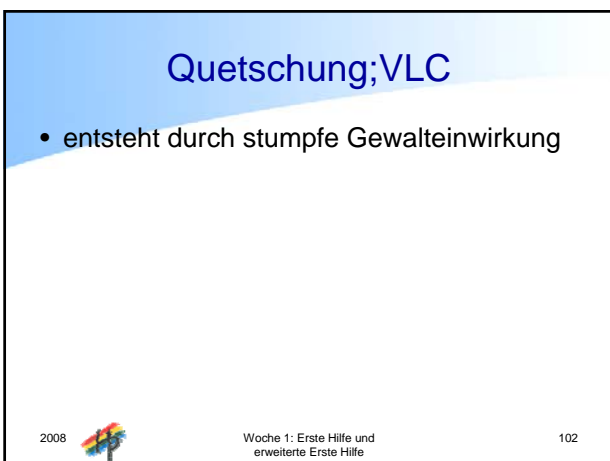 Quetschung;VLC
• entsteht durch stumpfe Gewalteinwirkung
2008
Woche 1: Erste Hilfe und
erweiterte Erste Hilfe
102